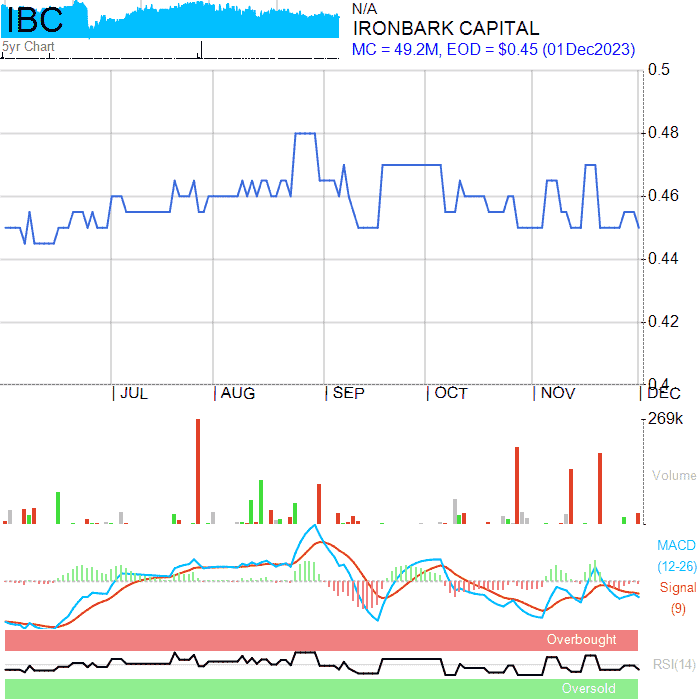 IBC
N/A
IRONBARK CAPITAL
5yr Chart
MC = 49.2M, EOD = $0.45 (01Dec2023)
0.5
0.48
0.46
0.44
0.42
0.4
JUL AUG SEP OCT NOV DEC
269k
Volume
MACD
(12-26)
Signal
(9)
Overbought
RSI(14)
Oversold